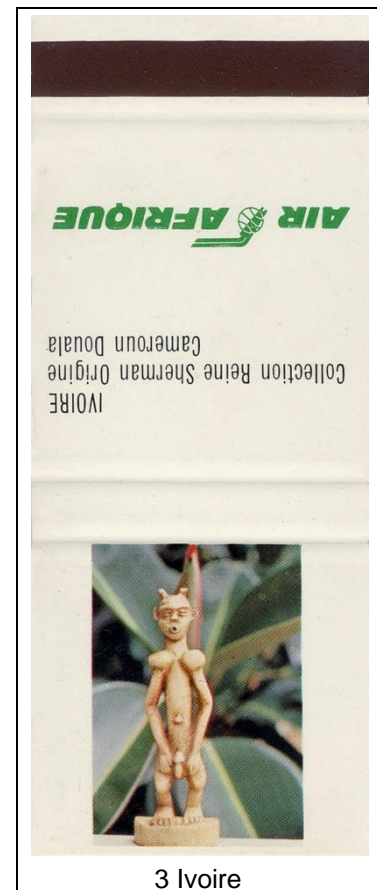 AIR AFRIQUE
IVOIRE
Collection Reine Sherman Origine
Cameroun Douala
3 Ivoire